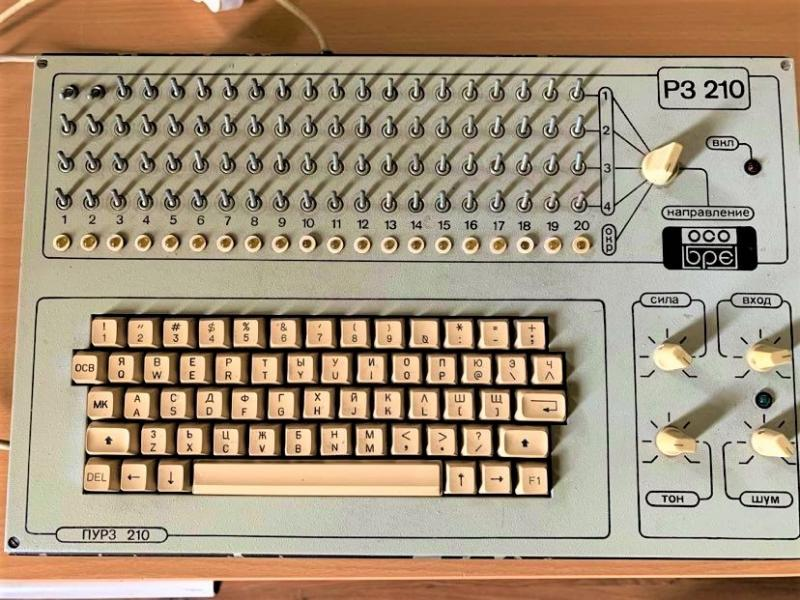 РЗ 210
1
2
3
4
вкл
направление
окр
1 2 3 4 5 6 7 8 9 10 11 12 13 14 15 16 17 18 19 20
осо
бре
сила
вход
тон
шум
! " # $ % & ' ( ) * = +
1 2 3 4 5 6 7 8 9 0 : - ;
ОСВ Я В Е Р Т Ъ У И О П Ю Э Ч
Q W E R T Y U I O P @ \ ^
МК А С Д Ф Г Х Й К Л Ш Щ
A S D F G H J K L [ ]
З Ь Ц Ж Б Н М < > ?
Z X C V B N M , . /
DEL ← ↓ ↑ → F1
ПУРЗ 210